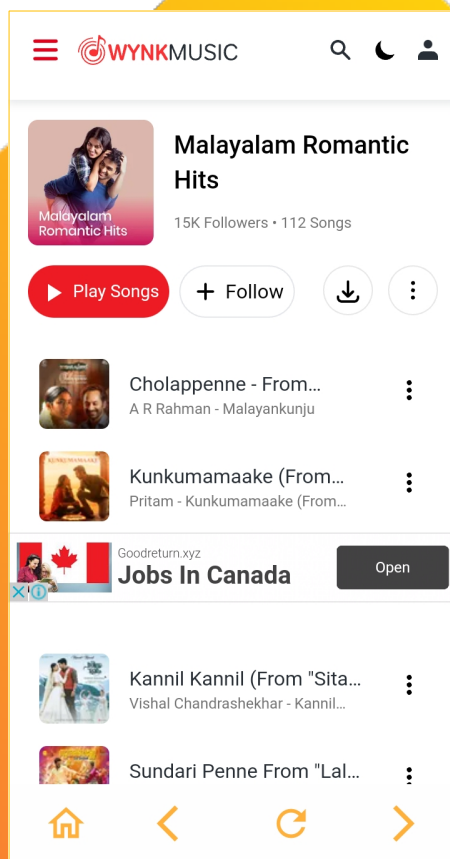 WYNKMUSIC
Malayalam Romantic
Hits
15K Followers • 112 Songs
Malayalam
Romantic Hits
Play Songs
Follow
Cholappenne - From...
A R Rahman - Malayankunju
KUNKUMAMAAKE
Kunkumamaake (From...
Pritam - Kunkumamaake (From...
Goodreturn.xyz
Jobs In Canada
Open
Kannil Kannil (From "Sita...
Vishal Chandrashekhar - Kannil...
Sundari Penne From "Lal...